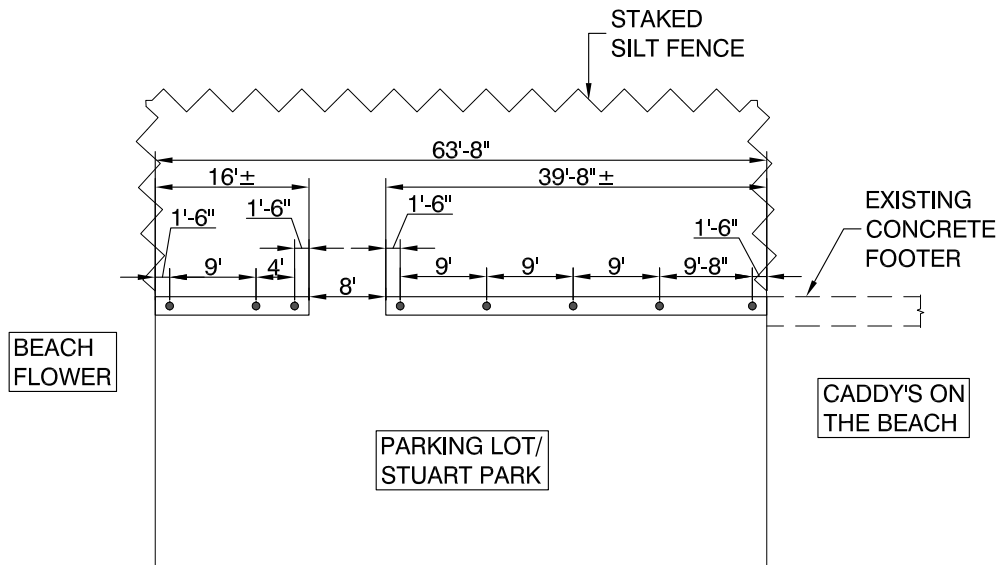 STAKED
SILT FENCE
63'-8"
16'±
39'-8"±
1'-6"
1'-6"
1'-6"
1'-6"
EXISTING
CONCRETE
FOOTER
9'
4'
8'
9'
9'
9'
9'-8"
BEACH
FLOWER
CADDY'S ON
THE BEACH
PARKING LOT/
STUART PARK